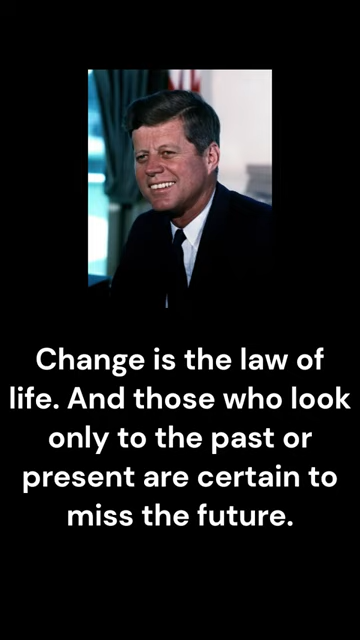 Change is the law of
life. And those who look
only to the past or
present are certain to
miss the future.